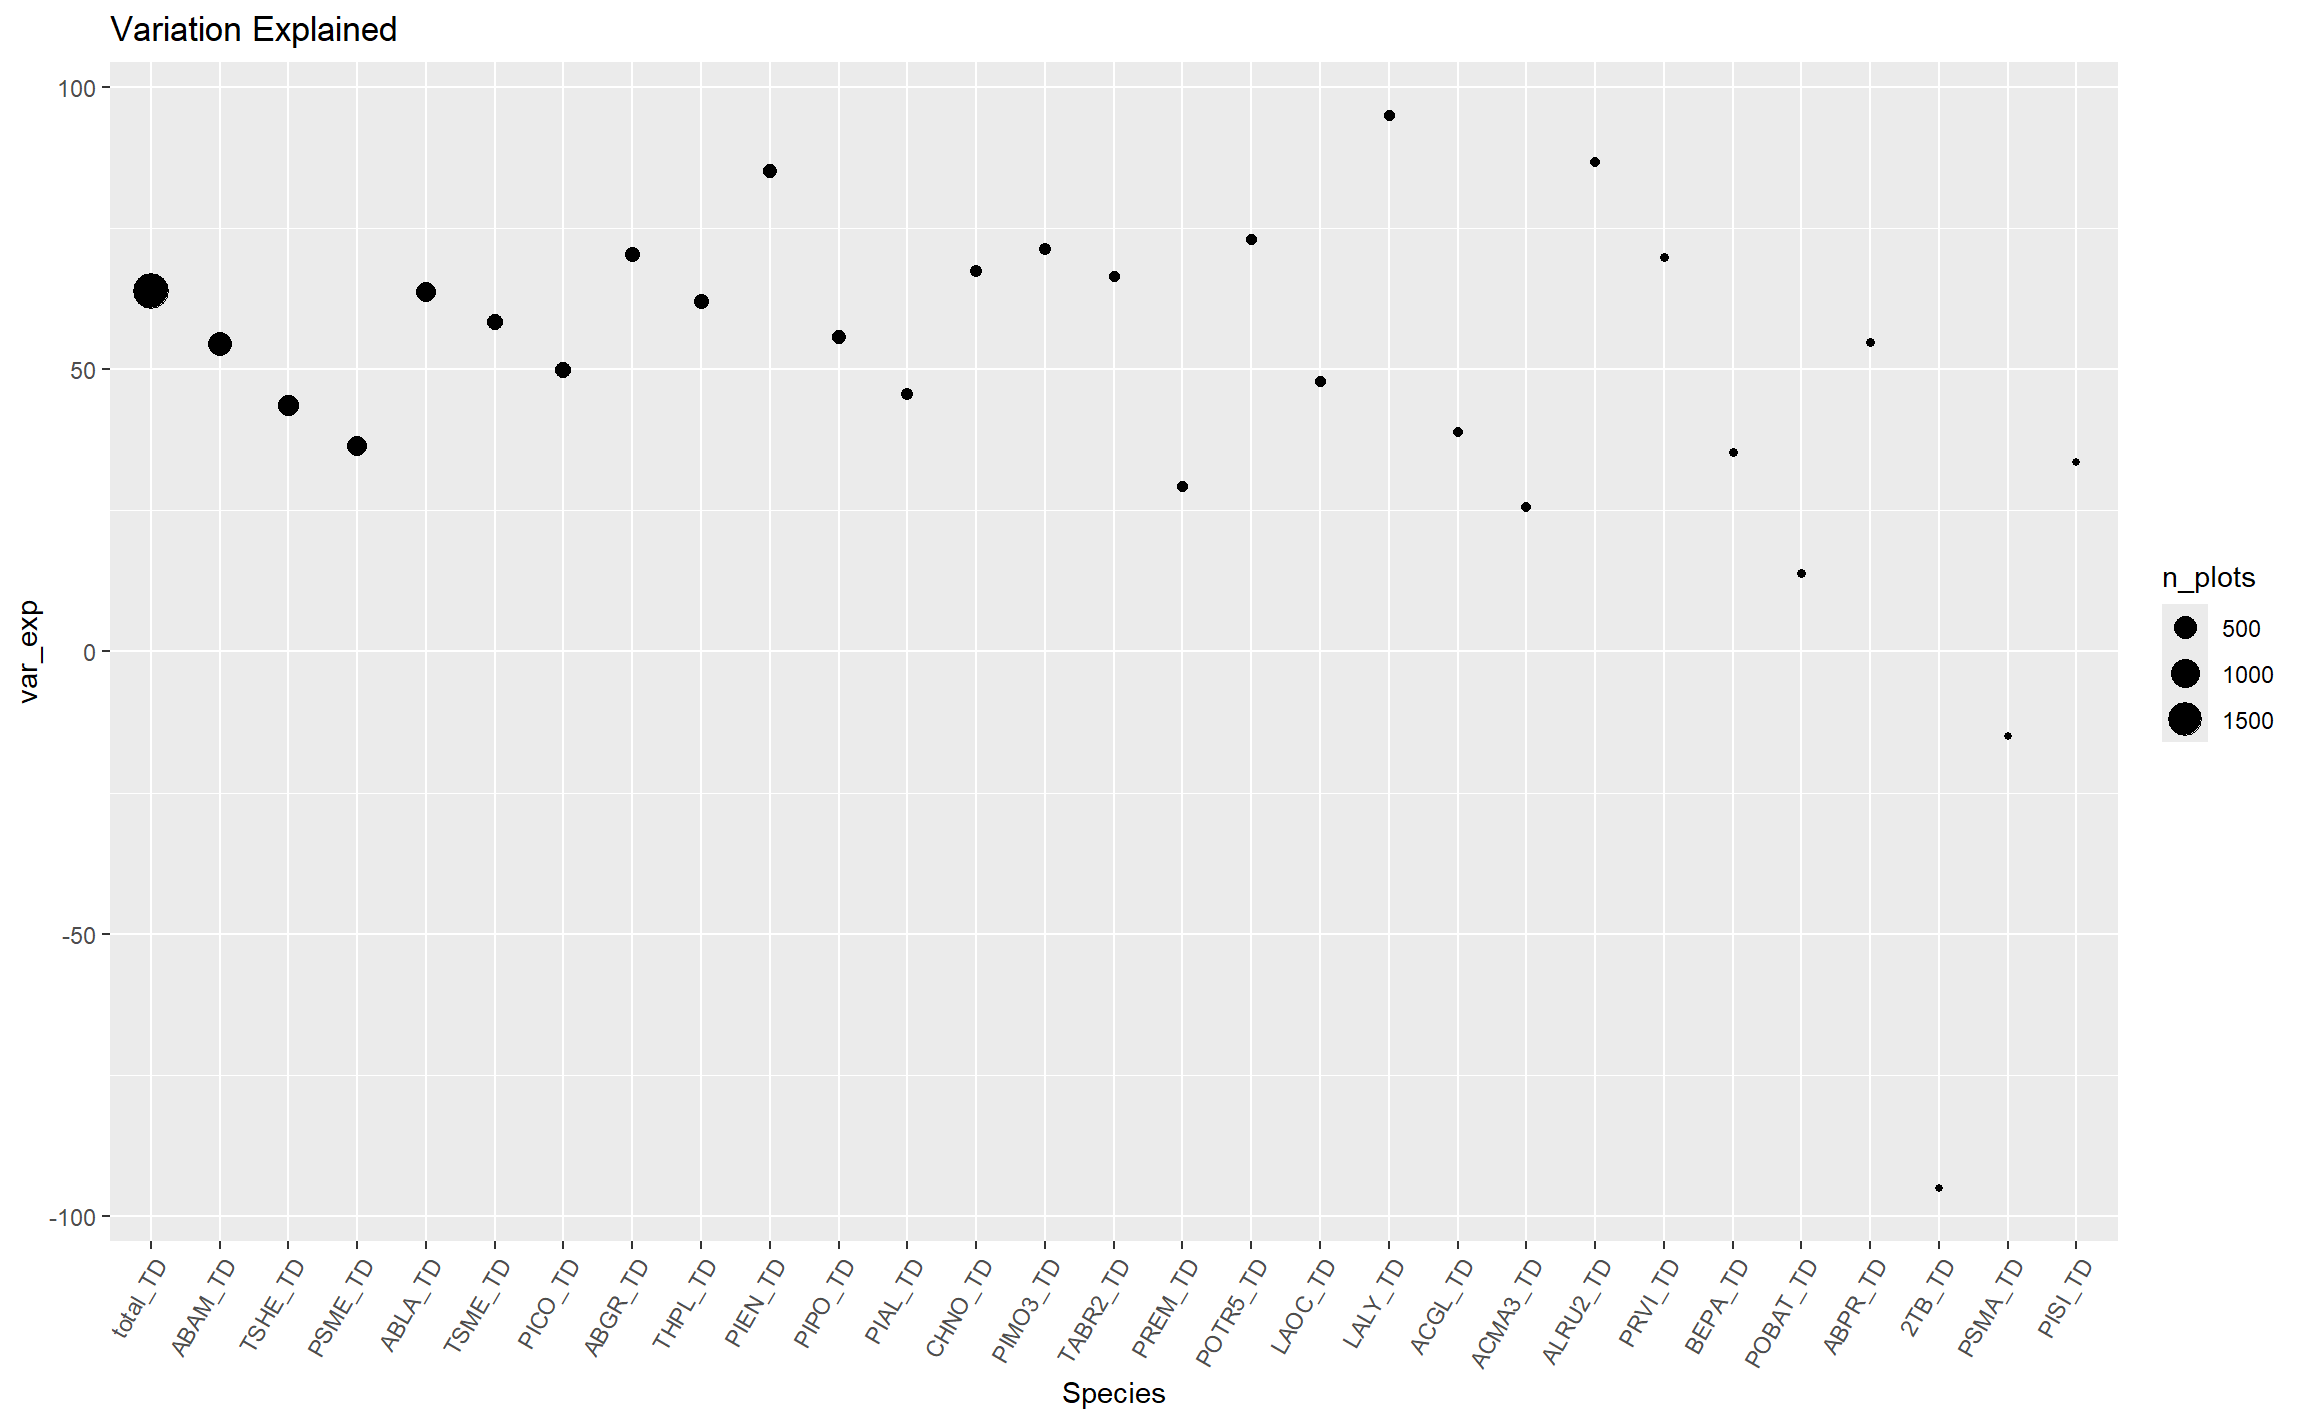 Variation Explained
100
50
0
-50
-100
var_exp
total_TD
ABAM_TD
TSHE_TD
PSME_TD
ABLA_TD
TSME_TD
PICO_TD
ABGR_TD
THPL_TD
PIEN_TD
PIPO_TD
PIAL_TD
CHNO_TD
PIMO3_TD
TABR2_TD
PREM_TD
POTR5_TD
LAOC_TD
LALY_TD
ACGL_TD
ACMA3_TD
ALRU2_TD
PRVI_TD
BEPA_TD
POBAT_TD
ABPR_TD
2TB_TD
PSMA_TD
PISI_TD
Species
n_plots
500
1000
1500